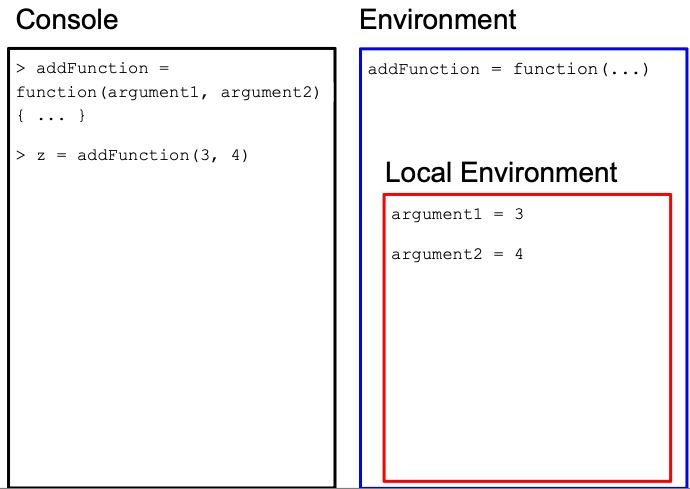 Console
> addFunction =
function(argument1, argument2)
{ ... }
> z = addFunction(3, 4)
Environment
addFunction = function(...)
Local Environment
argument1 = 3
argument2 = 4